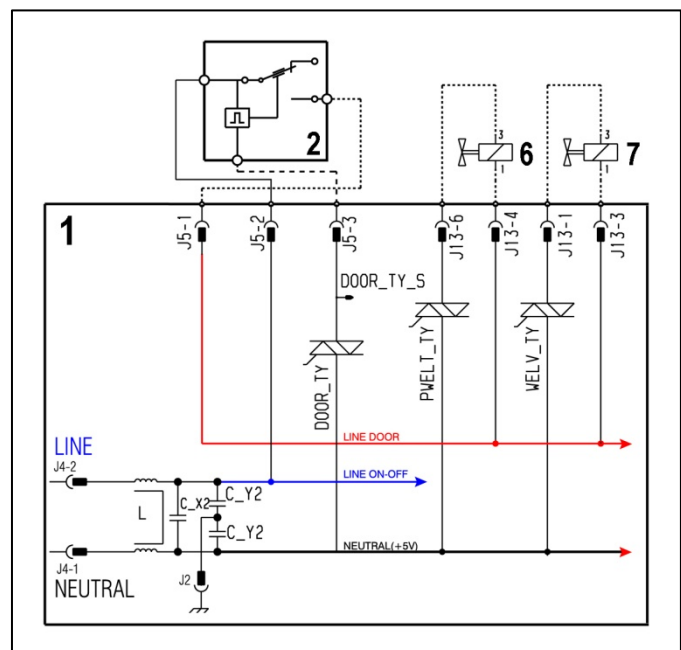 2
3
6
1
3
7
1
1
J5-1
J5-2
J5-3
J13-6
J13-4
J13-1
J13-3
DOOR_TY_S
DOOR_TY
PWELT_TY
WELV_TY
LINE DOOR
LINE
J4-2
LINE ON-OFF
L
C_X2
C_Y2
C_Y2
NEUTRAL(+5V)
J4-1
J2
NEUTRAL